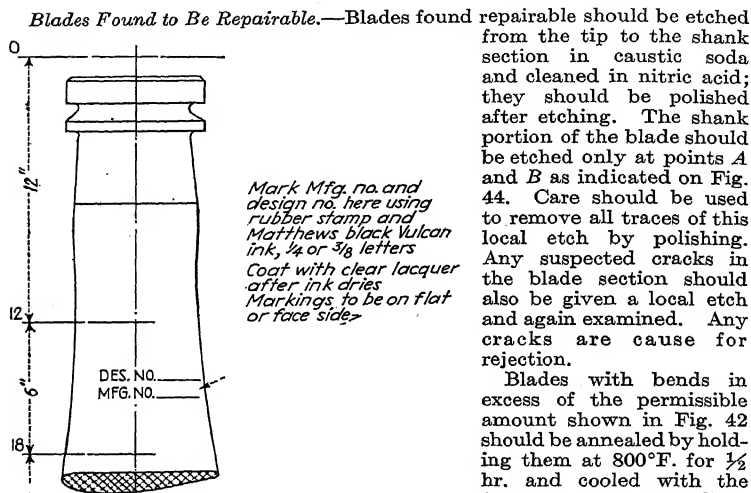 Blades Found to Be Repairable.—Blades found repairable should be etched
from the tip to the shank
section in caustic soda
and cleaned in nitric acid;
they should be polished
after etching. The shank
portion of the blade should
be etched only at points A
and B as indicated on Fig.
44. Care should be used
to remove all traces of this
local etch by polishing.
Any suspected cracks in
the blade section should
also be given a local etch
and again examined. Any
cracks are cause for
rejection.
Blades with bends in
excess of the permissible
amount shown in Fig. 42
should be annealed by hold-
ing them at 800°F. for ½
hr. and cooled with the
0
12"
12
6"
18
Mark Mfg. no. and
design no. here using
rubber stamp and
Matthews black Vulcan
ink, ¼ or ⅜ letters
Coat with clear lacquer
after ink dries
Markings to be on flat
or face side
DES. NO.
MFG. NO.